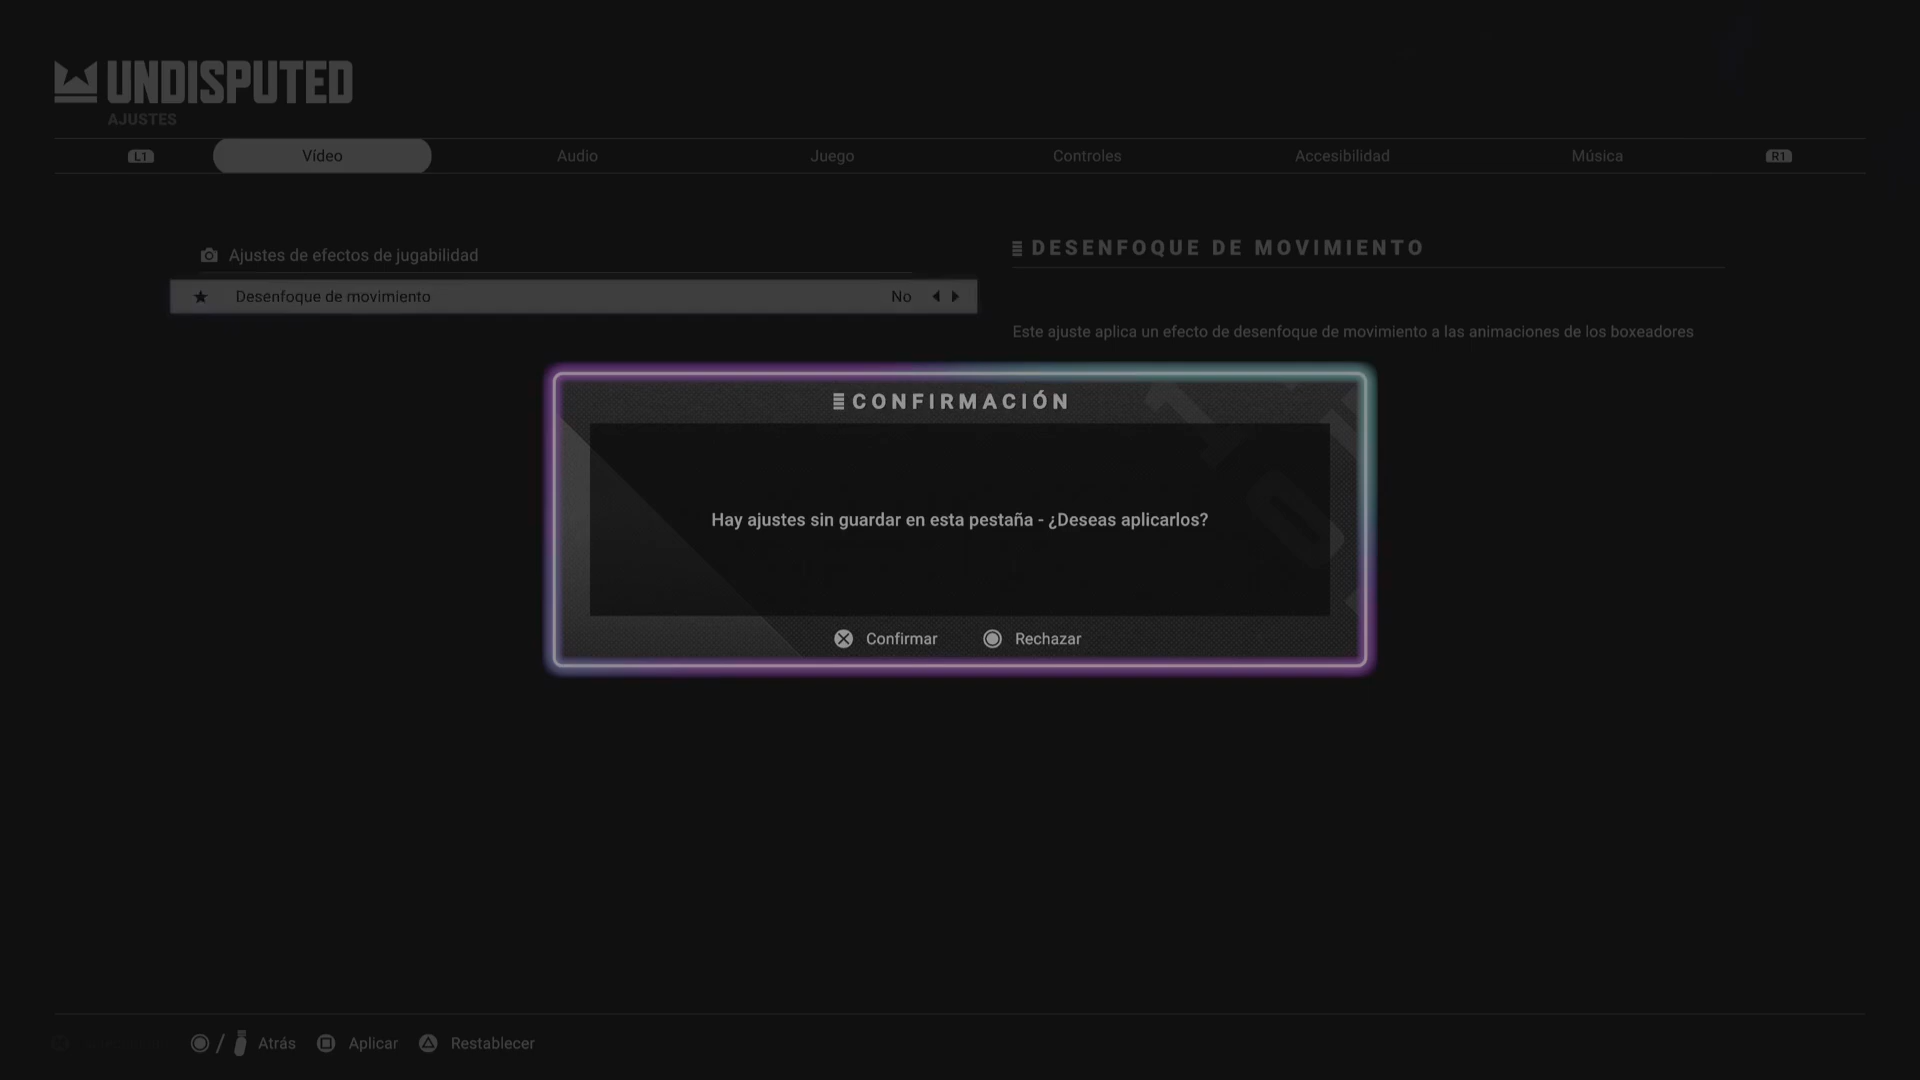 UNDISPUTED
AJUSTES
L1 Vídeo Audio Juego Controles Accesibilidad Música R1
Ajustes de efectos de jugabilidad
Desenfoque de movimiento No
DESENFOQUE DE MOVIMIENTO
Este ajuste aplica un efecto de desenfoque de movimiento a las animaciones de los boxeadores
CONFIRMACIÓN
Hay ajustes sin guardar en esta pestaña - ¿Deseas aplicarlos?
Confirmar Rechazar
/ Atrás Aplicar Restablecer